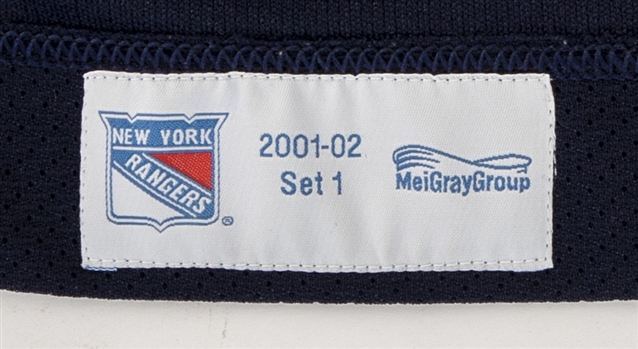 NEW YORK
RANGERS
®
2001-02
Set 1
MeiGrayGroup